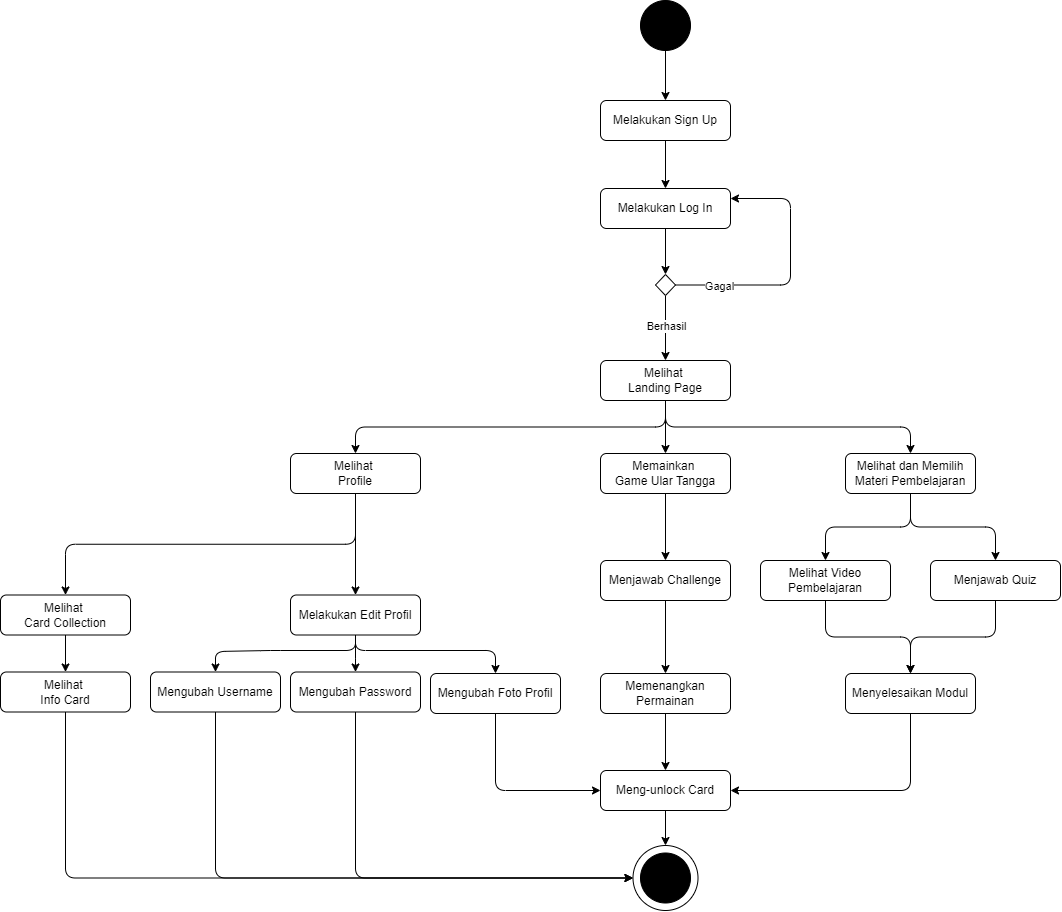 Melakukan Sign Up
Melakukan Log In
Gagal
Berhasil
Melihat
Landing Page
Melihat
Profile
Memainkan
Game Ular Tangga
Melihat dan Memilih
Materi Pembelajaran
Menjawab Challenge
Melihat Video
Pembelajaran
Menjawab Quiz
Melihat
Card Collection
Melakukan Edit Profil
Melihat
Info Card
Mengubah Username
Mengubah Password
Mengubah Foto Profil
Memenangkan
Permainan
Menyelesaikan Modul
Meng-unlock Card